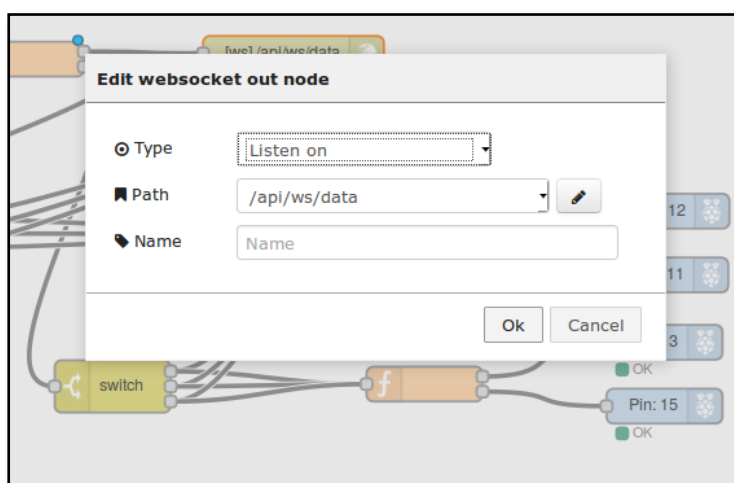 [ws] /api/ws/data
Edit websocket out node
Type
Listen on
Path
/api/ws/data
Name
Name
12
11
Ok
Cancel
3
OK
switch
f
Pin: 15
OK